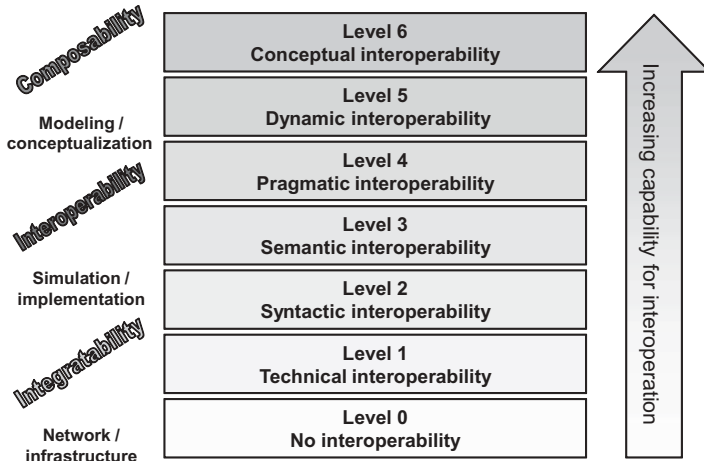 Composability
Modeling /
conceptualization
Interoperability
Simulation /
implementation
Integratability
Network /
infrastructure
Level 6
Conceptual interoperability
Level 5
Dynamic interoperability
Level 4
Pragmatic interoperability
Level 3
Semantic interoperability
Level 2
Syntactic interoperability
Level 1
Technical interoperability
Level 0
No interoperability
Increasing capability for interoperation